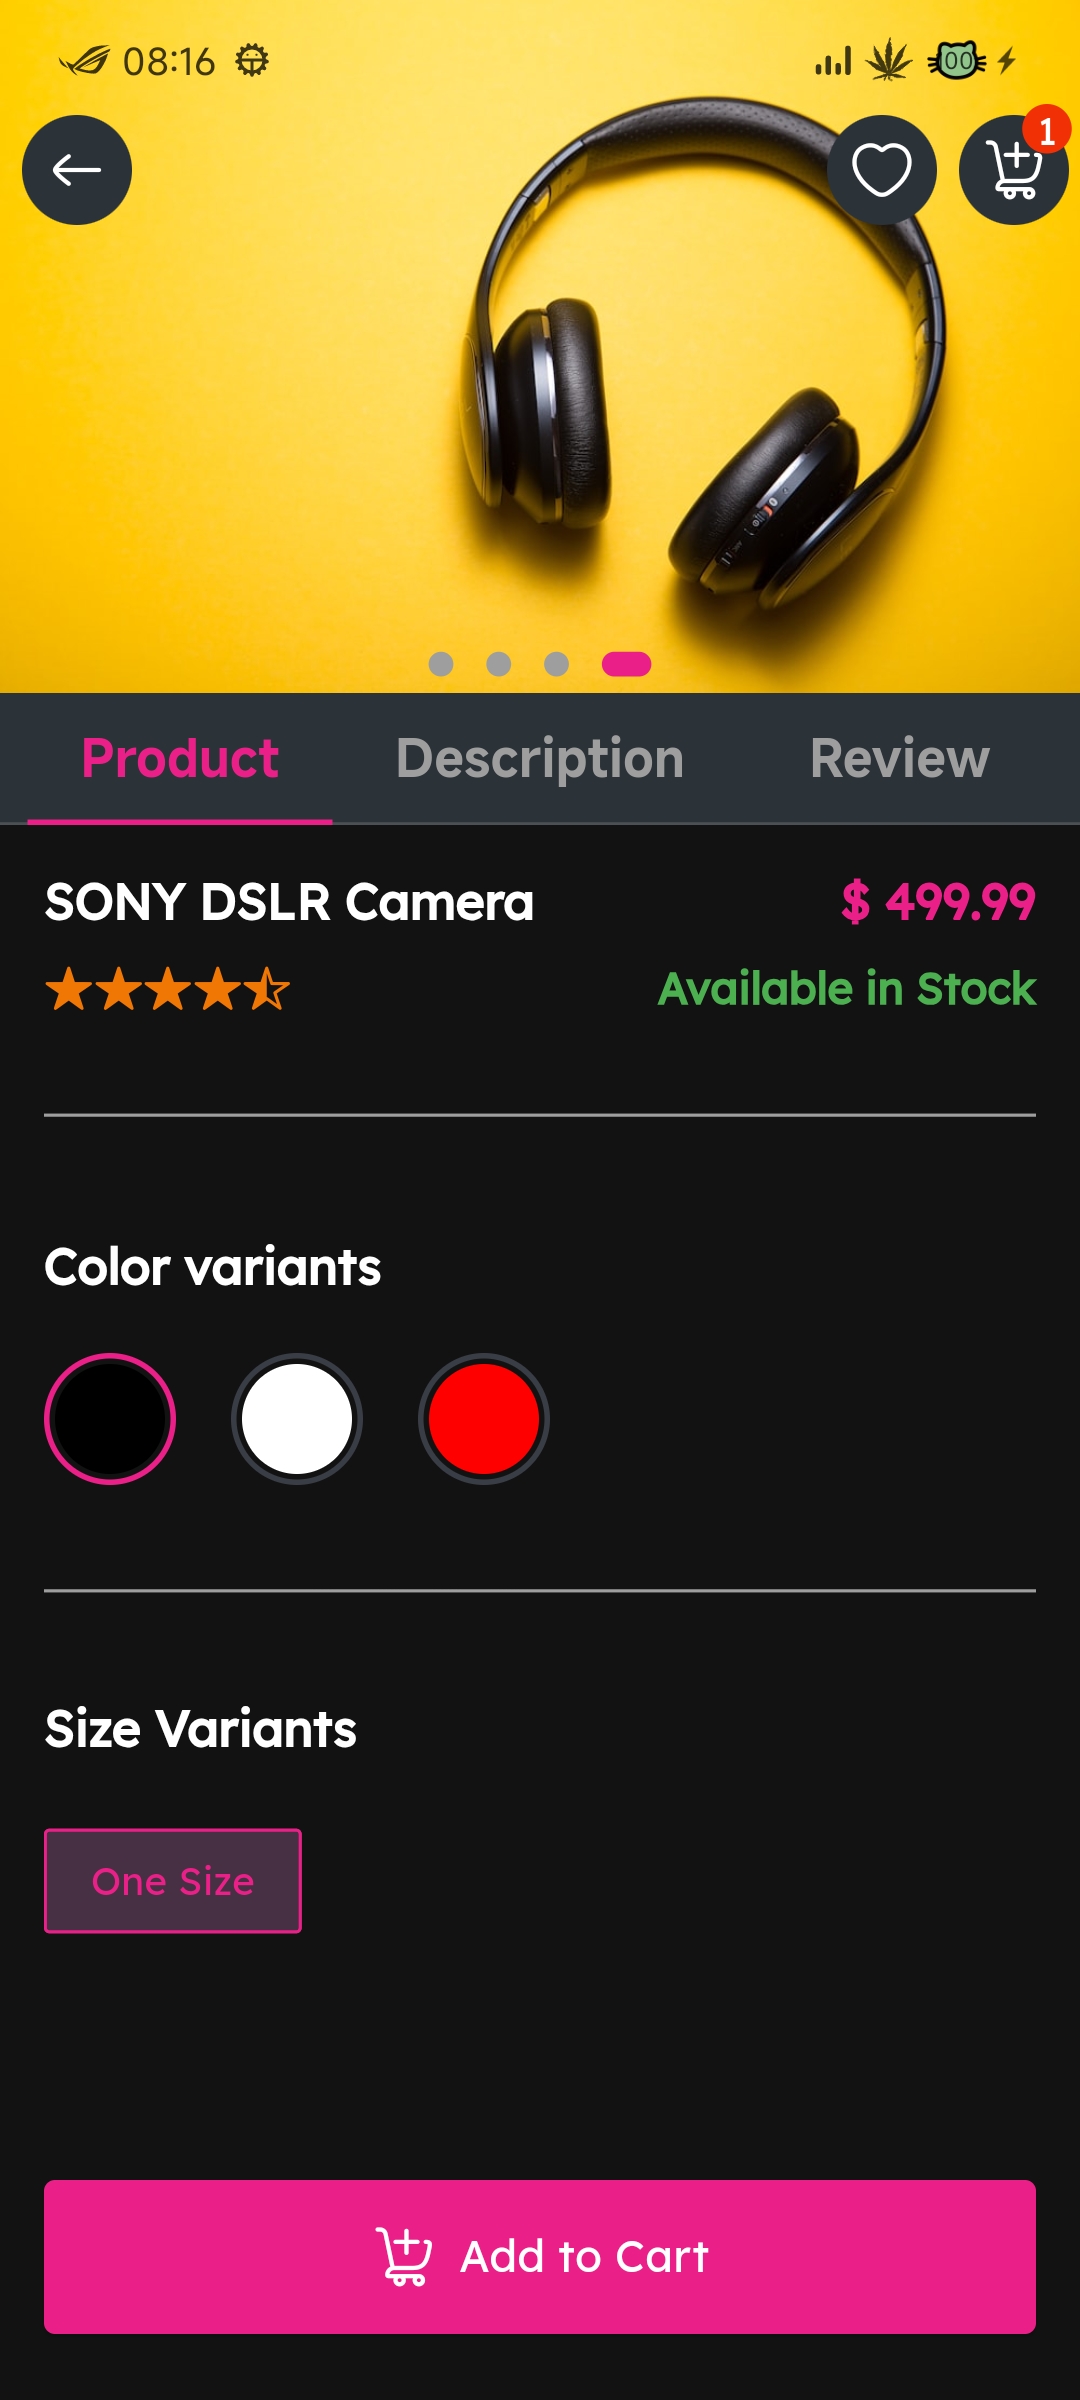 08:16
1
Product Description Review
SONY DSLR Camera $ 499.99
Available in Stock
Color variants
Size Variants
One Size
Add to Cart